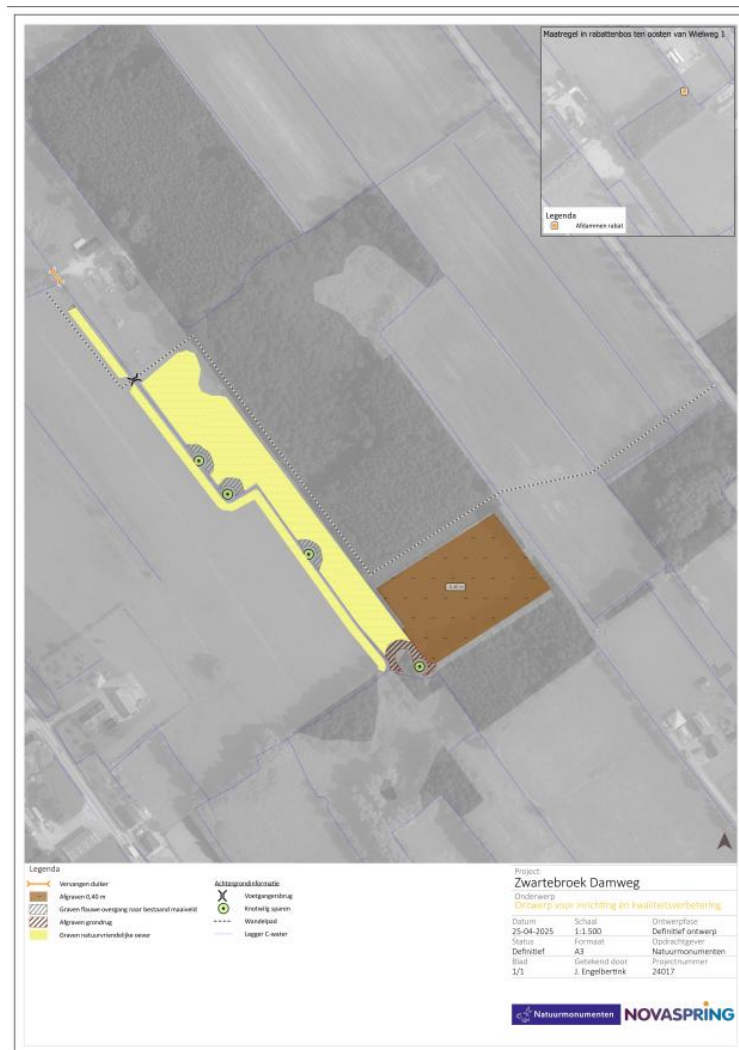 Maatregel in rabattenbos ten oosten van Wielweg 1
Legenda
Afdammen rabat
Legenda
Vervangen duiker
Afgraven 0,40 m
Graven flauwe overgang naar bestaand maaiveld
Afgraven grondrug
Graven natuurvriendelijke oever
Achtergrondinformatie
Voetgangersbrug
Knotwilg sparen
Wandelpad
Legger C-water
Project
Zwartebroek Damweg
Onderwerp
Ontwerp voor inrichting en kwaliteitsverbetering
Datum Schaal Ontwerpfase
25-04-2025 1:1.500 Definitief ontwerp
Status Formaat Opdrachtgever
Definitief A3 Natuurmonumenten
Blad Getekend door Projectnummer
1/1 J. Engelbertink 24017
Natuurmonumenten NOVASPRING